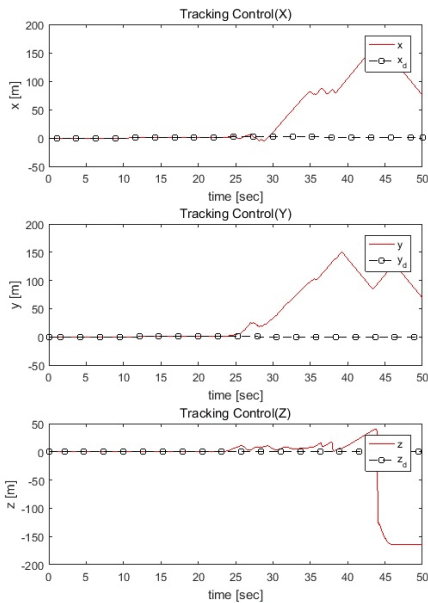 Tracking Control(X)
200
150
100
50
0
-50
x [m]
x
x_d
0 5 10 15 20 25 30 35 40 45 50
time [sec]
Tracking Control(Y)
200
150
100
50
0
-50
y [m]
y
y_d
0 5 10 15 20 25 30 35 40 45 50
time [sec]
Tracking Control(Z)
50
0
-50
-100
-150
-200
z [m]
z
z_d
0 5 10 15 20 25 30 35 40 45 50
time [sec]